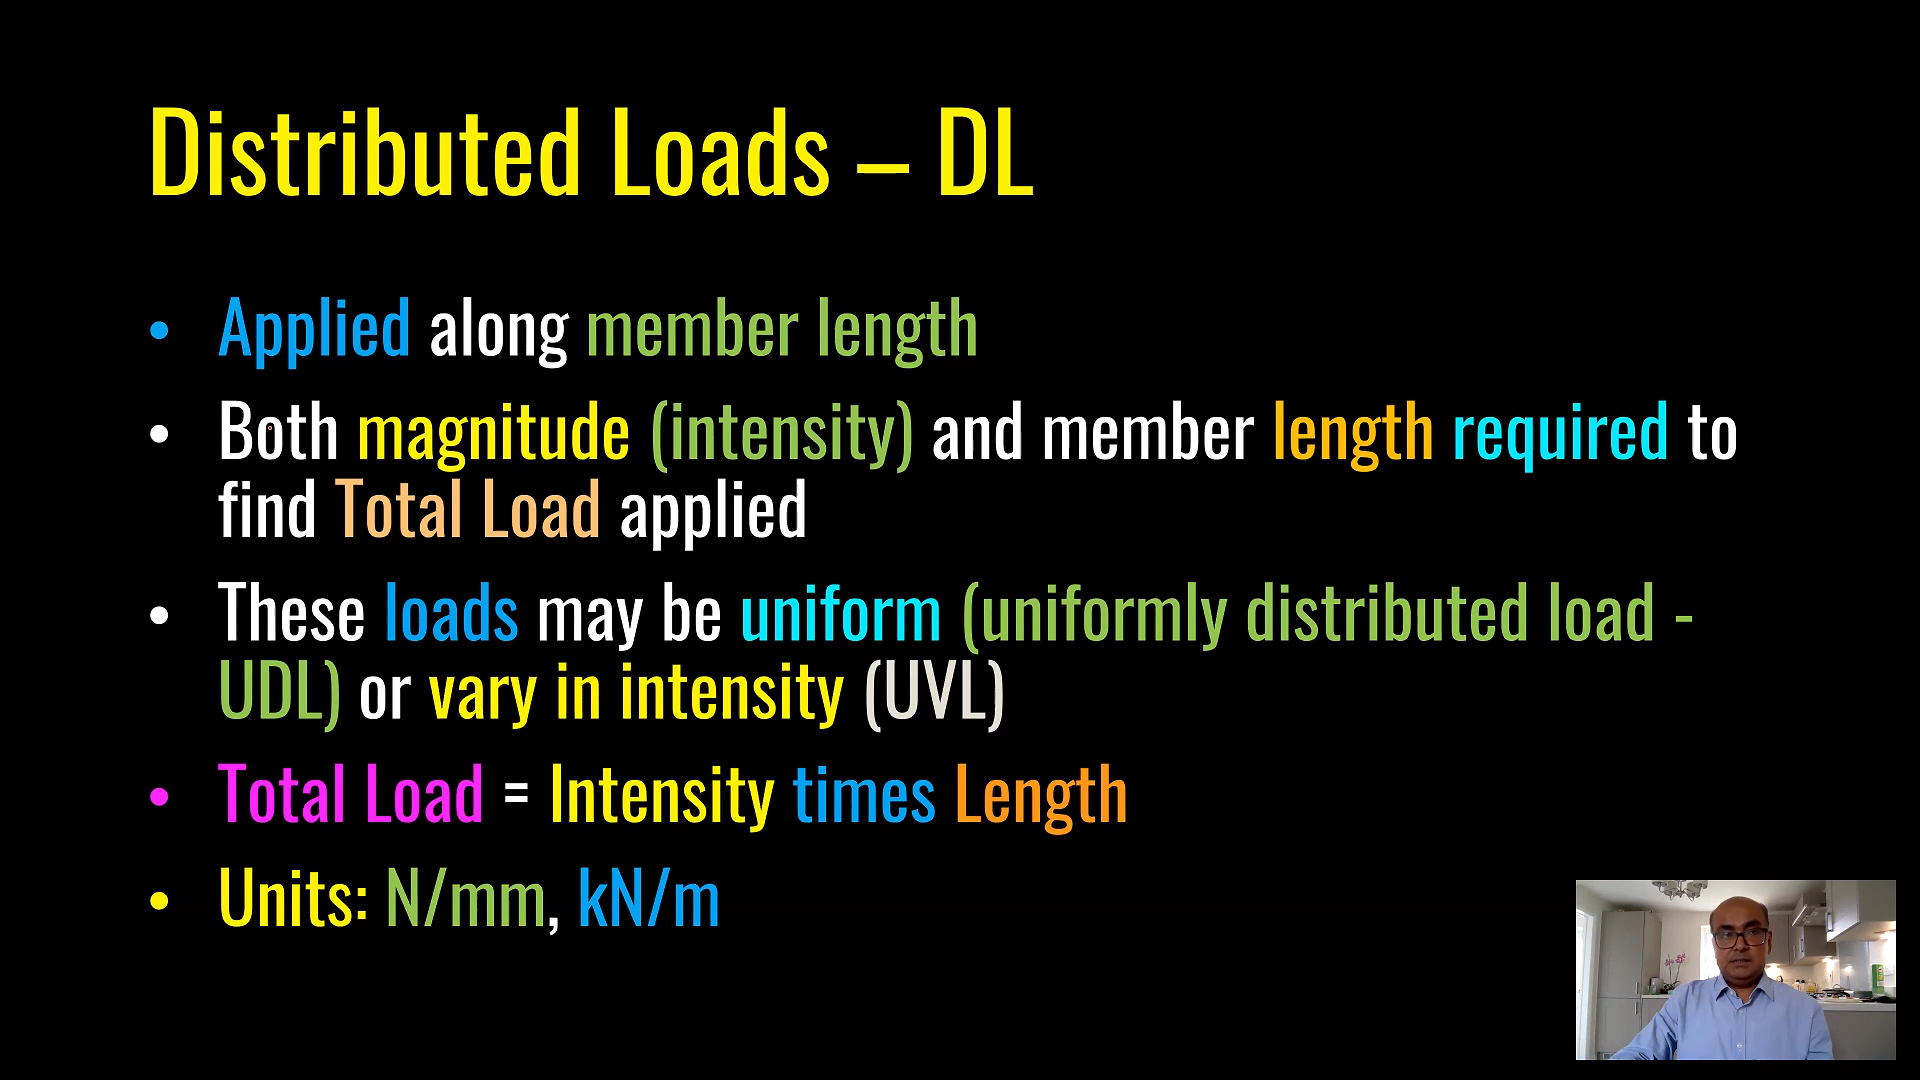 Distributed Loads – DL
• Applied along member length
• Both magnitude (intensity) and member length required to
find Total Load applied
• These loads may be uniform (uniformly distributed load -
UDL) or vary in intensity (UVL)
• Total Load = Intensity times Length
• Units: N/mm, kN/m